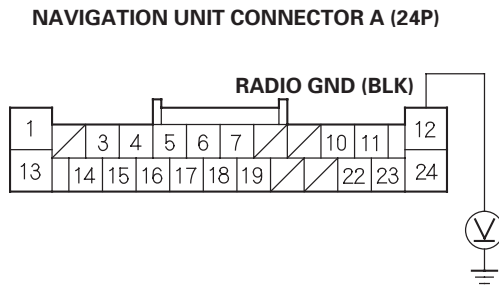 NAVIGATION UNIT CONNECTOR A (24P)
RADIO GND (BLK)
1 3 4 5 6 7 10 11 12
13 14 15 16 17 18 19 22 23 24
V